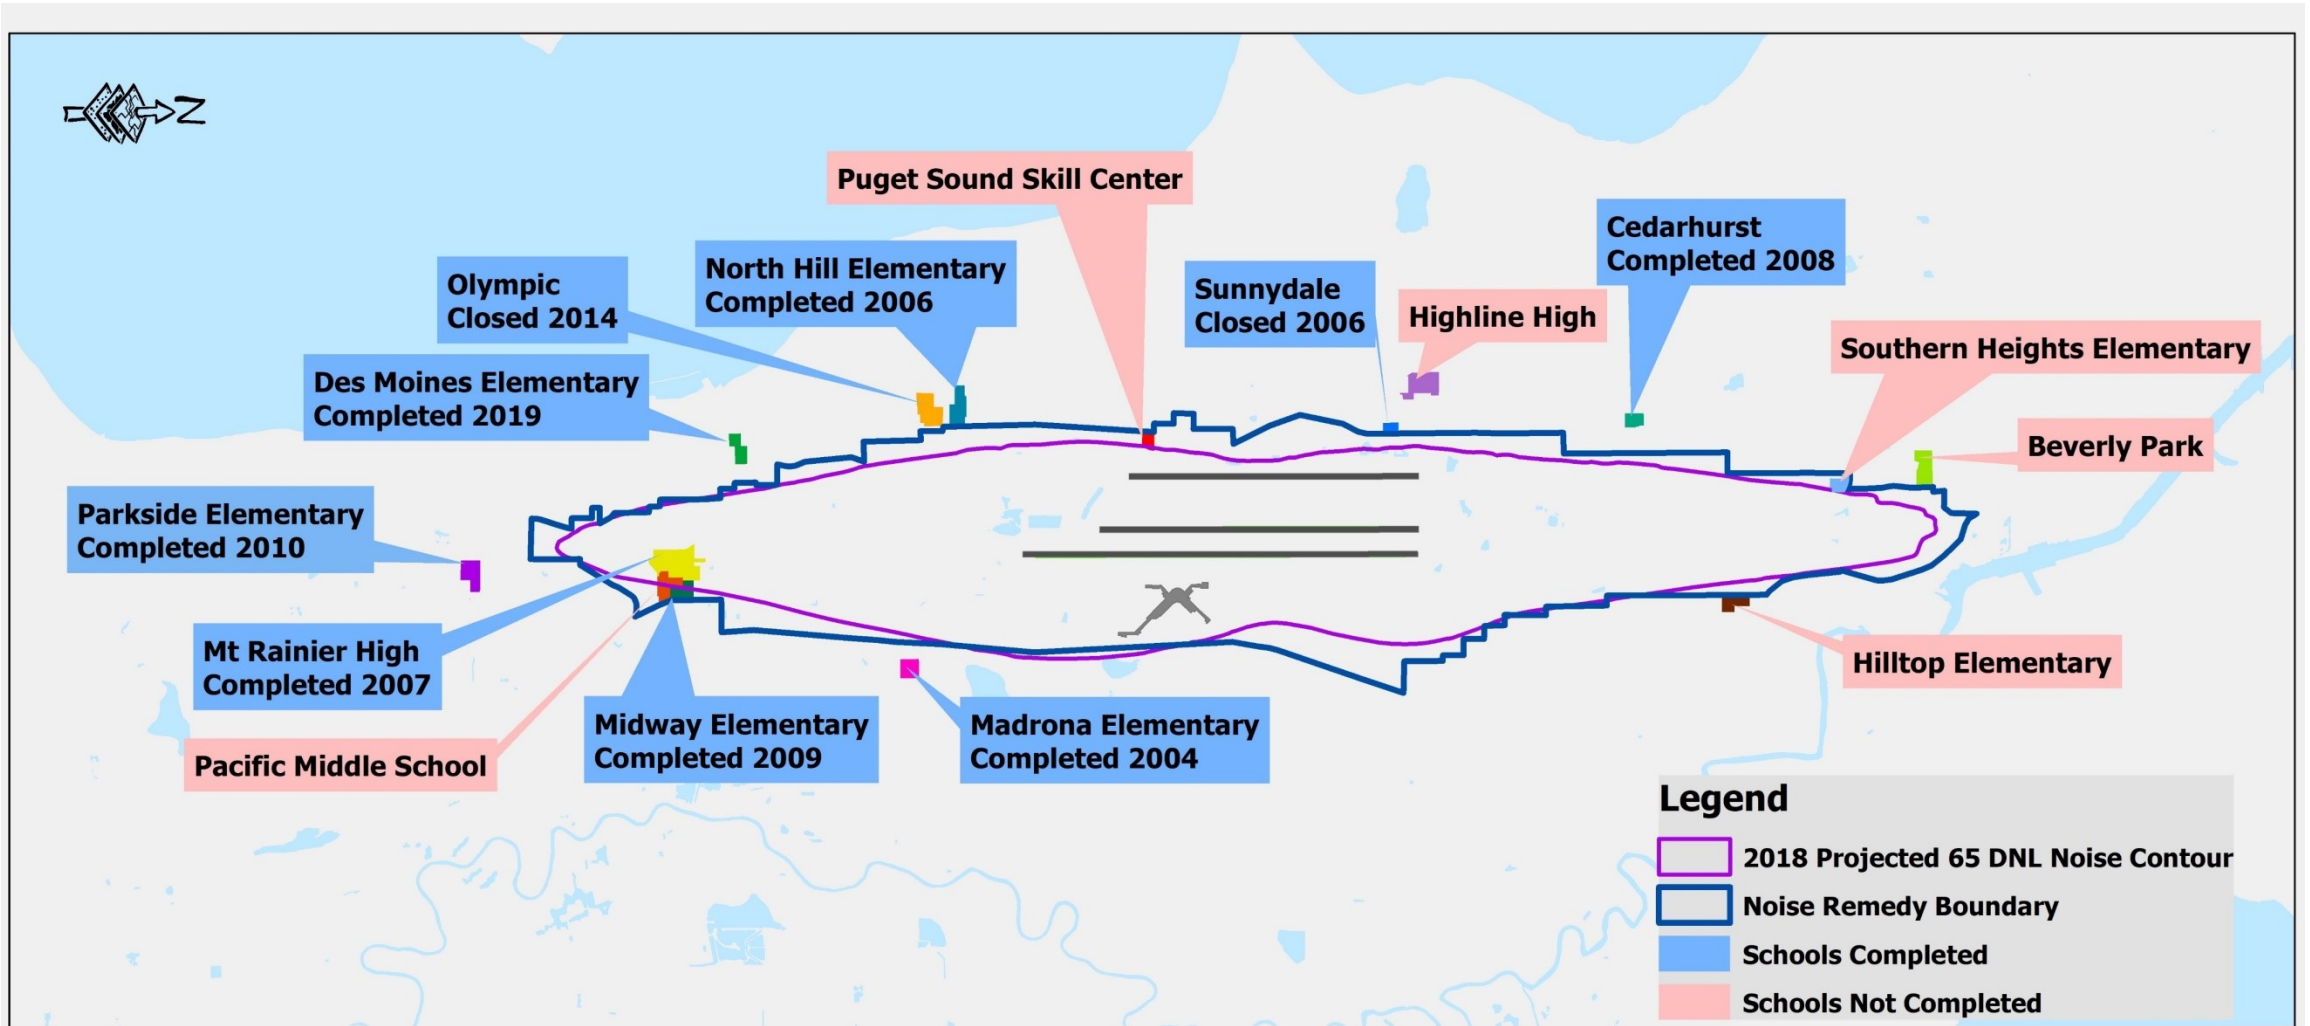 Z
Puget Sound Skill Center
Cedarhurst
Completed 2008
North Hill Elementary
Completed 2006
Olympic
Closed 2014
Sunnydale
Closed 2006
Highline High
Southern Heights Elementary
Des Moines Elementary
Completed 2019
Beverly Park
Parkside Elementary
Completed 2010
Mt Rainier High
Completed 2007
Hilltop Elementary
Midway Elementary
Completed 2009
Madrona Elementary
Completed 2004
Pacific Middle School
Legend
2018 Projected 65 DNL Noise Contour
Noise Remedy Boundary
Schools Completed
Schools Not Completed